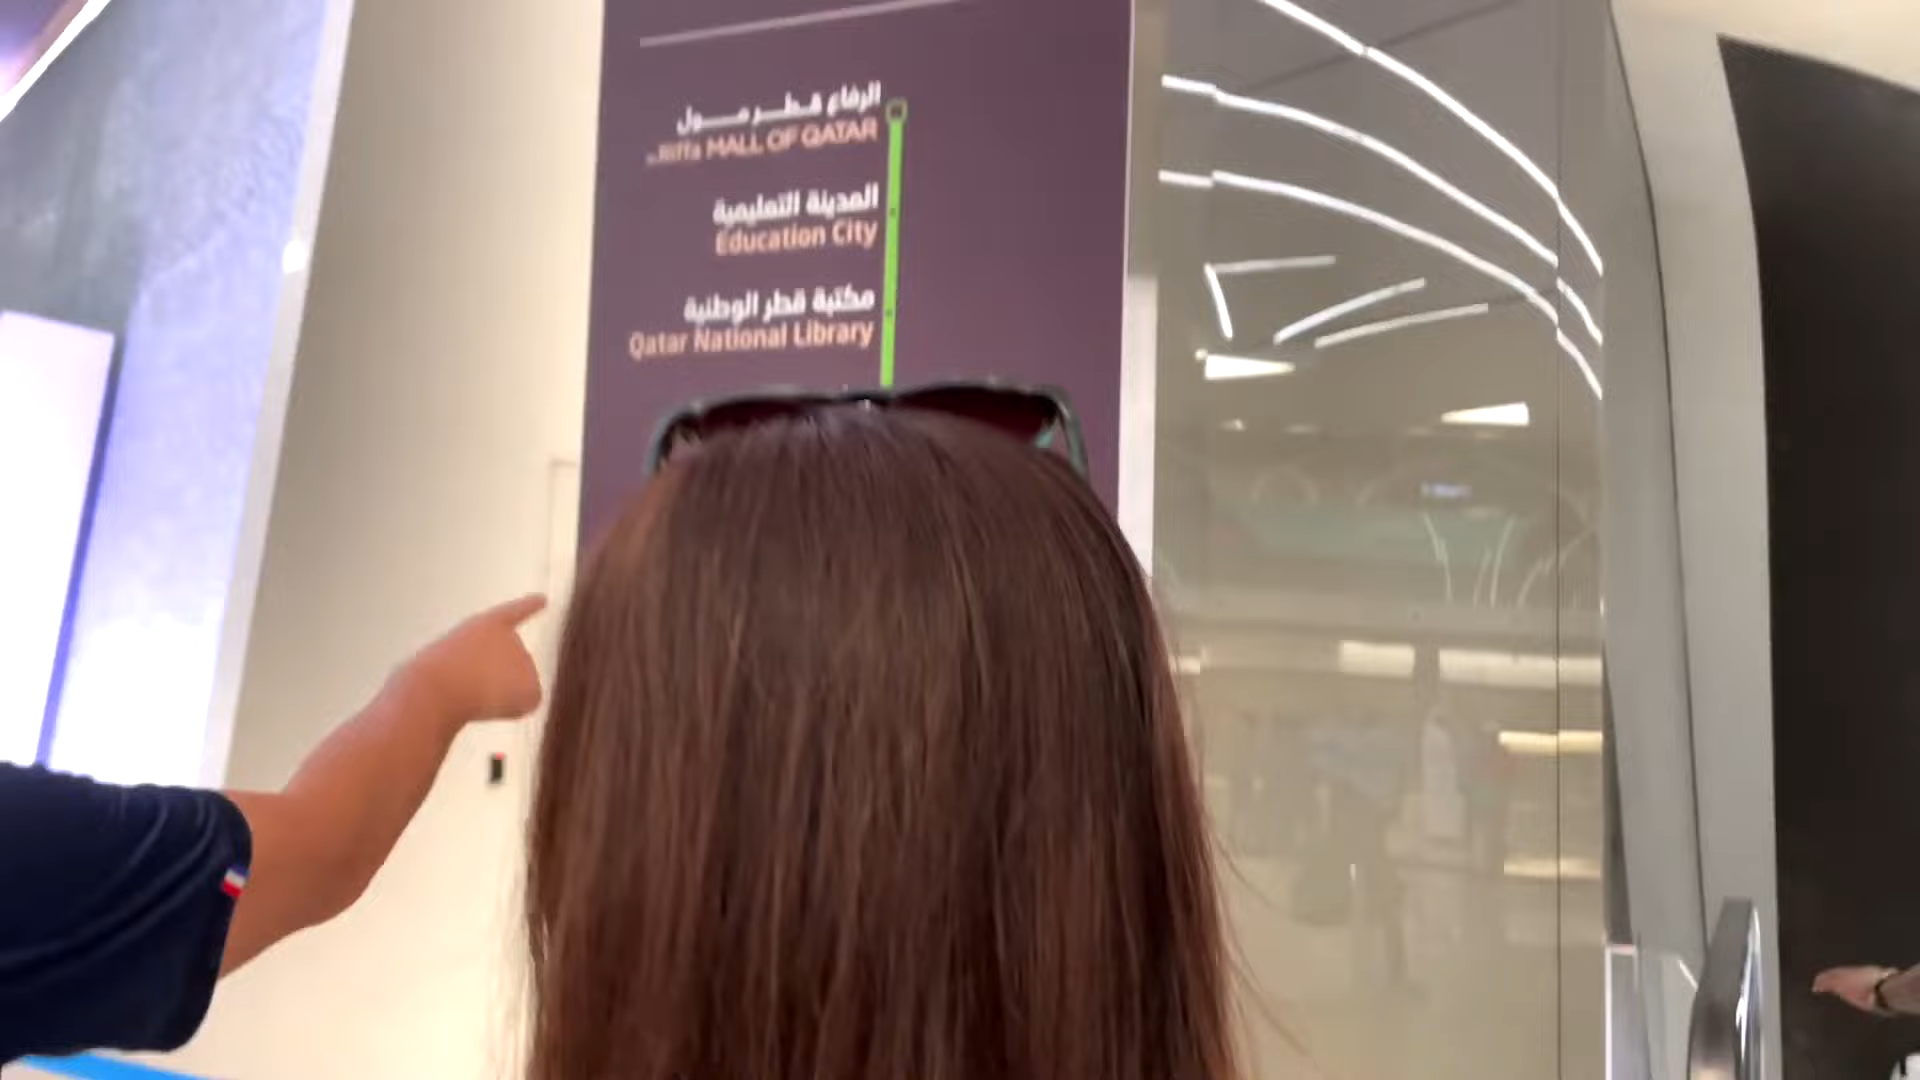 الرفاع قطر مول
Al Riffa MALL OF QATAR
المدينة التعليمية
Education City
مكتبة قطر الوطنية
Qatar National Library